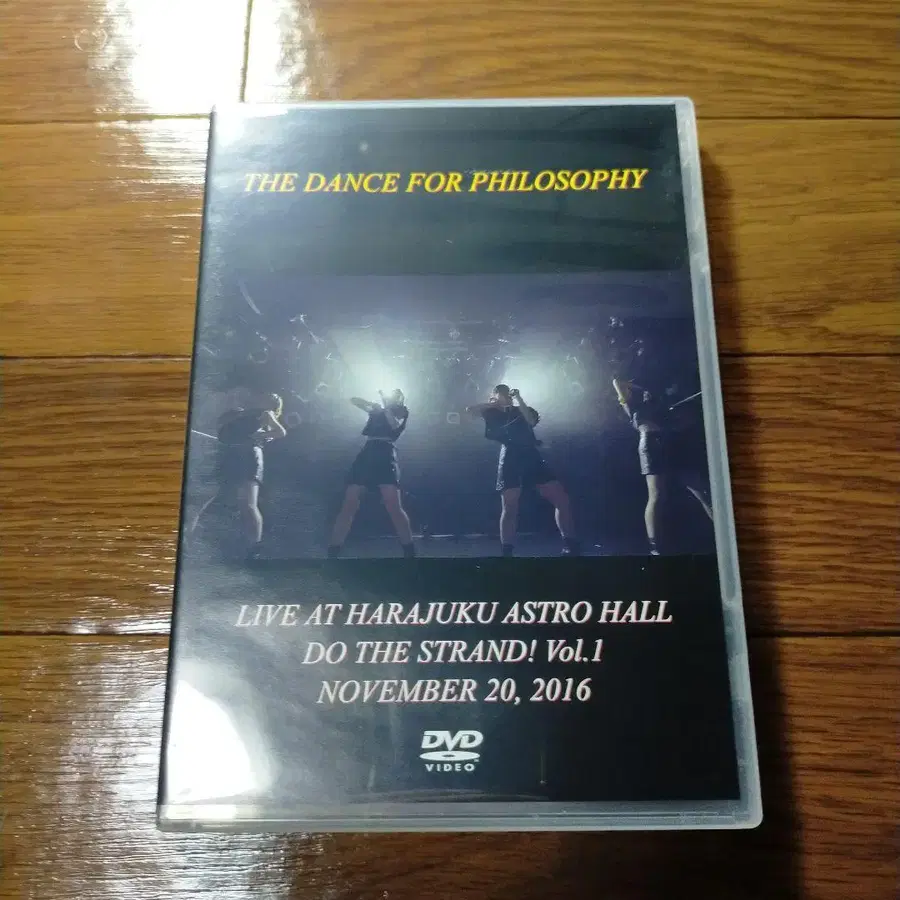 THE DANCE FOR PHILOSOPHY
LIVE AT HARAJUKU ASTRO HALL
DO THE STRAND! Vol.1
NOVEMBER 20, 2016
DVD
VIDEO